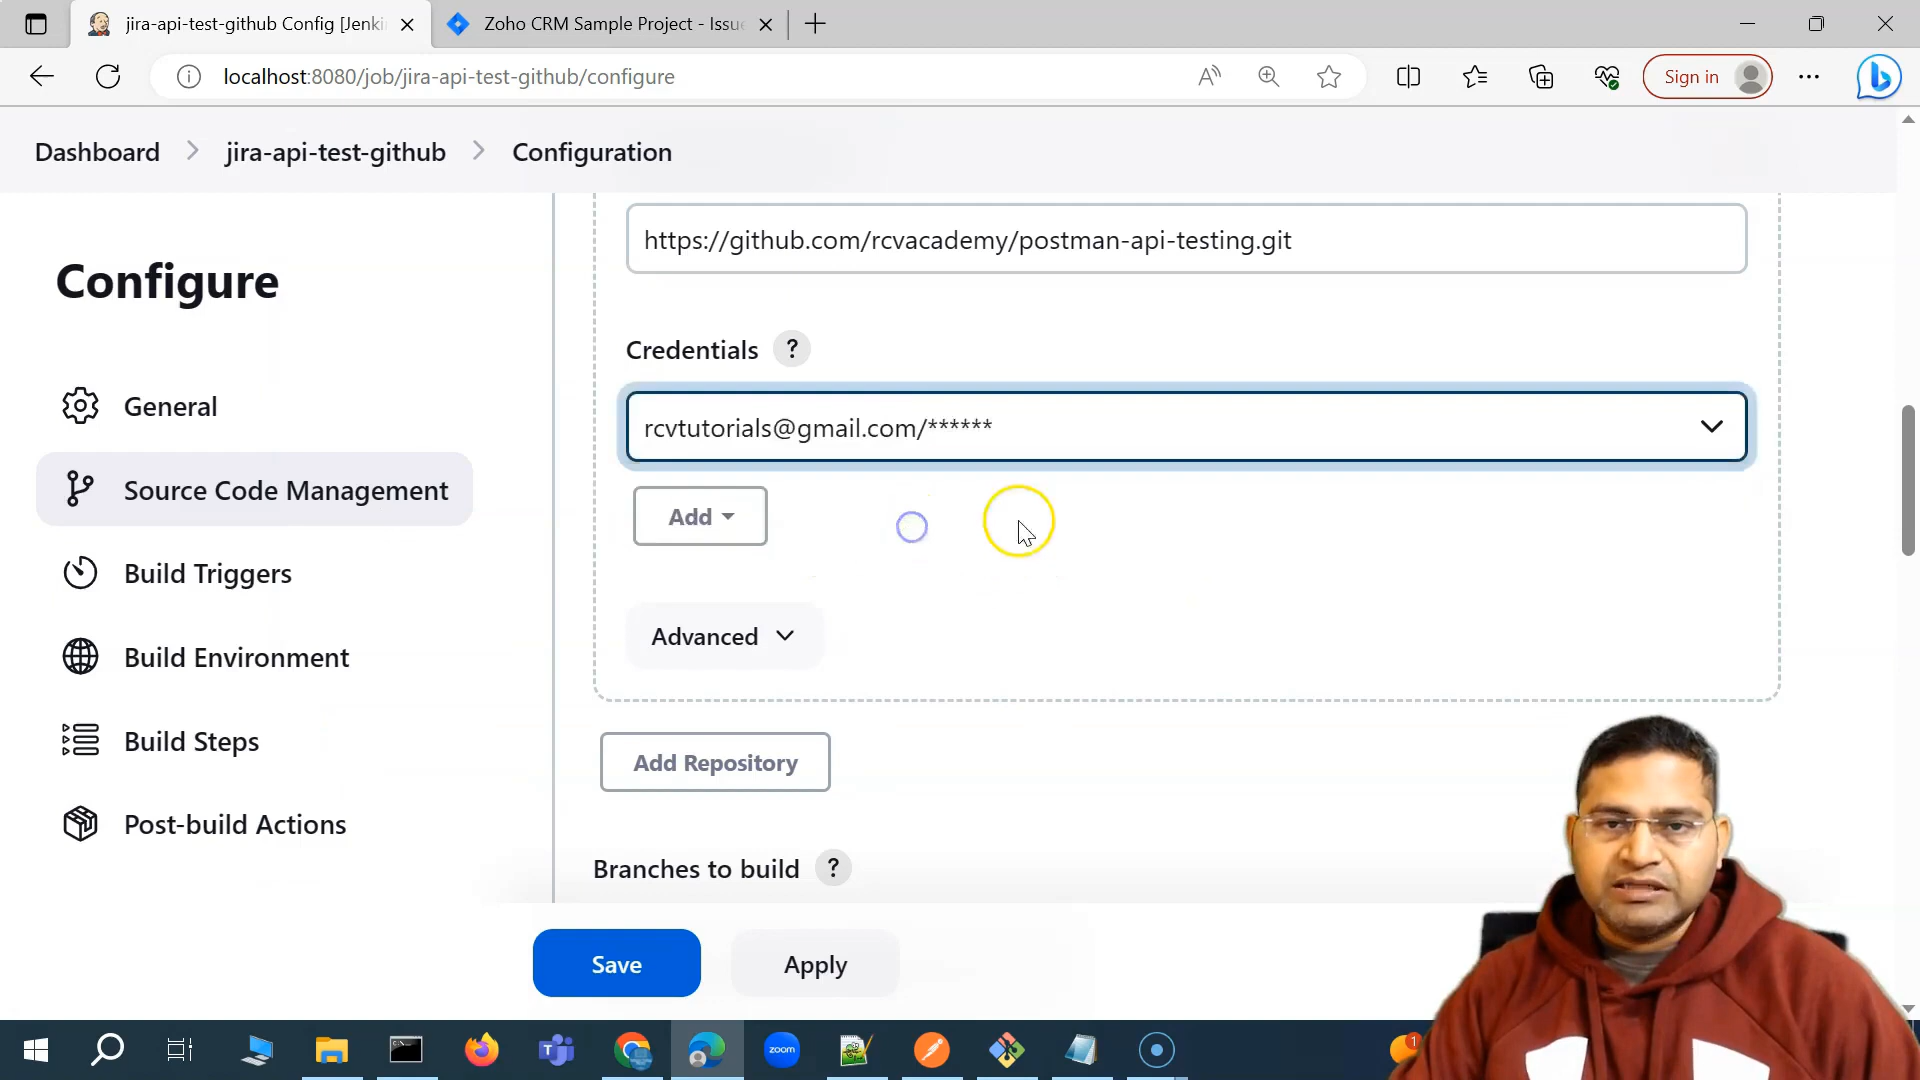 jira-api-test-github Config [Jenki
Zoho CRM Sample Project - Issue
localhost:8080/job/jira-api-test-github/configure
Sign in
Dashboard
jira-api-test-github
Configuration
Configure
General
Source Code Management
Build Triggers
Build Environment
Build Steps
Post-build Actions
https://github.com/rcvacademy/postman-api-testing.git
Credentials ?
rcvtutorials@gmail.com/******
Add
Advanced
Add Repository
Branches to build ?
Save
Apply
zoom
1